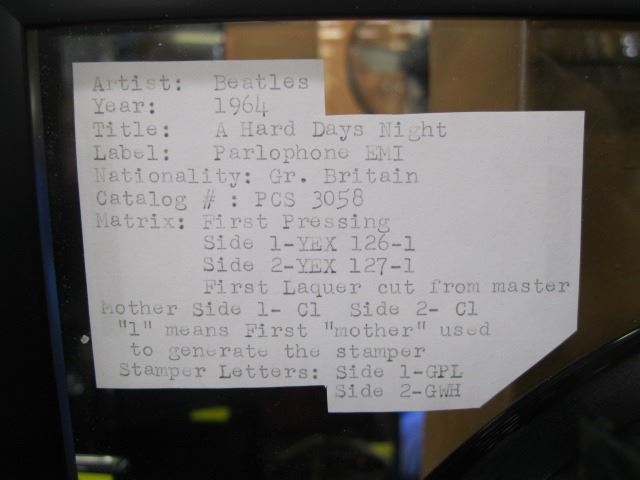 Artist: Beatles
Year: 1964
Title: A Hard Days Night
Label: Parlophone EMI
Nationality: Gr. Britain
Catalog # : PCS 3058
Matrix: First Pressing
Side 1-YEX 126-1
Side 2-YEX 127-1
First Laquer cut from master
Mother Side 1- C1 Side 2- C1
"1" means First "mother" used
to generate the stamper
Stamper Letters: Side 1-GPL
Side 2-GWH